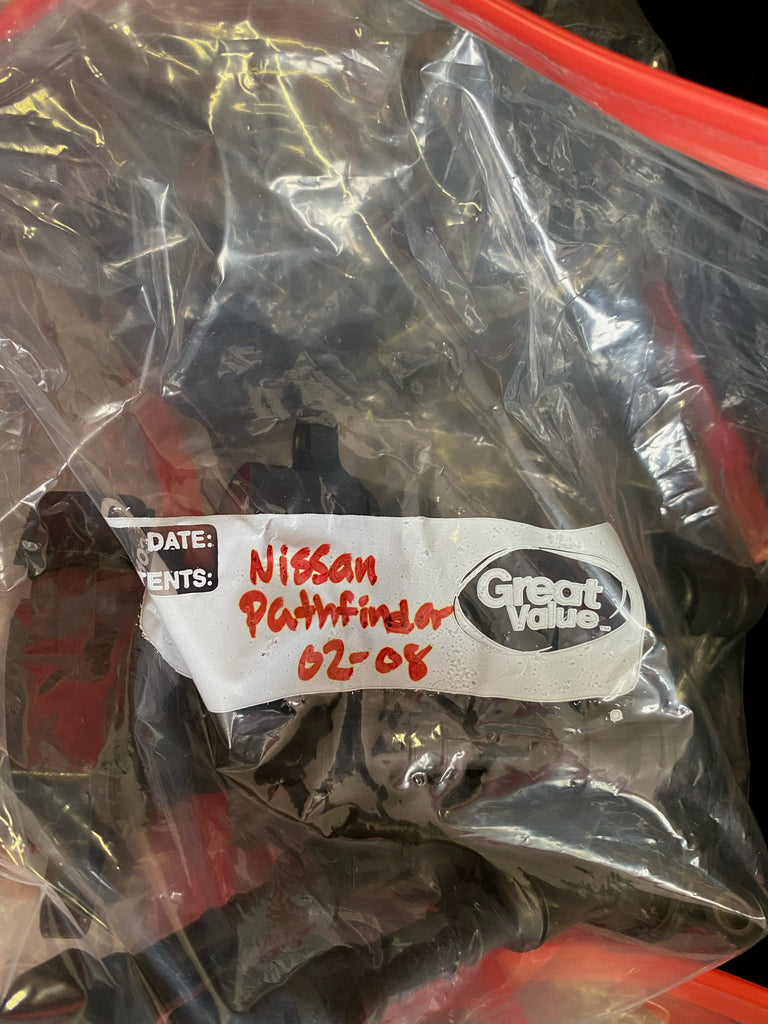 DATE:
TENTS:
Nissan
Pathfinder
02-08
Great
Value